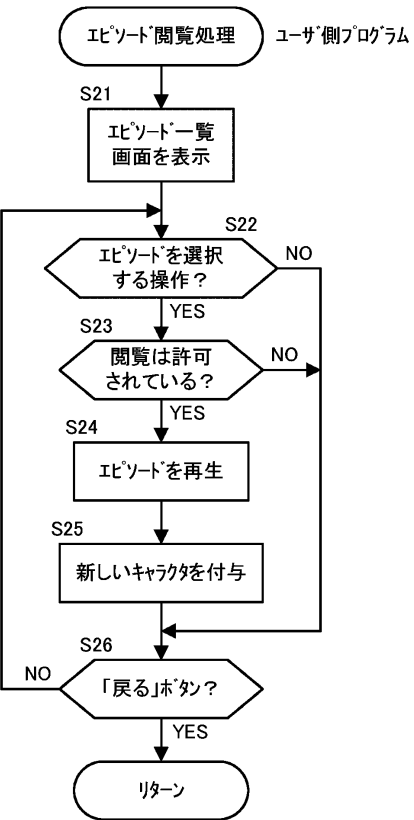 エピソード閲覧処理
ユーザ側プログラム
S21
エピソード一覧
画面を表示
S22
エピソードを選択
する操作？
NO
YES
S23
閲覧は許可
されている？
NO
YES
S24
エピソードを再生
S25
新しいキャラクタを付与
S26
「戻る」ボタン？
NO
YES
リターン